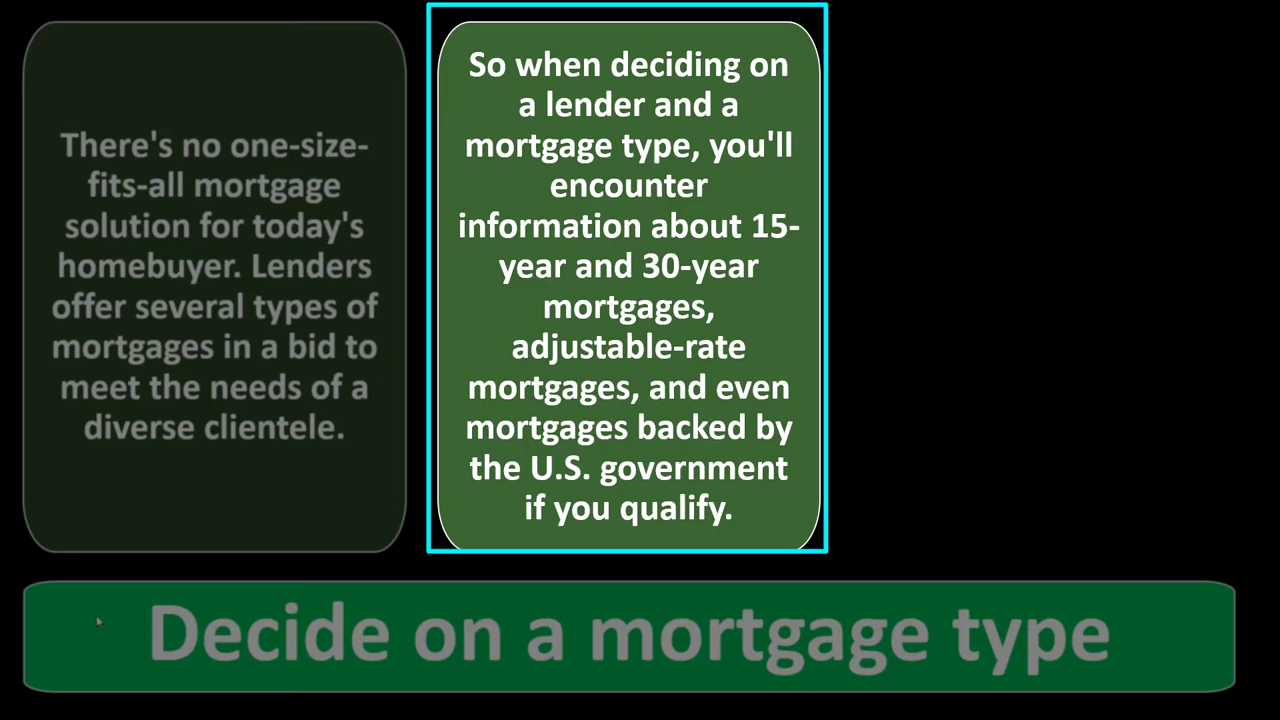 There's no one-size-
fits-all mortgage
solution for today's
homebuyer. Lenders
offer several types of
mortgages in a bid to
meet the needs of a
diverse clientele.
So when deciding on
a lender and a
mortgage type, you'll
encounter
information about 15-
year and 30-year
mortgages,
adjustable-rate
mortgages, and even
mortgages backed by
the U.S. government
if you qualify.
Decide on a mortgage type